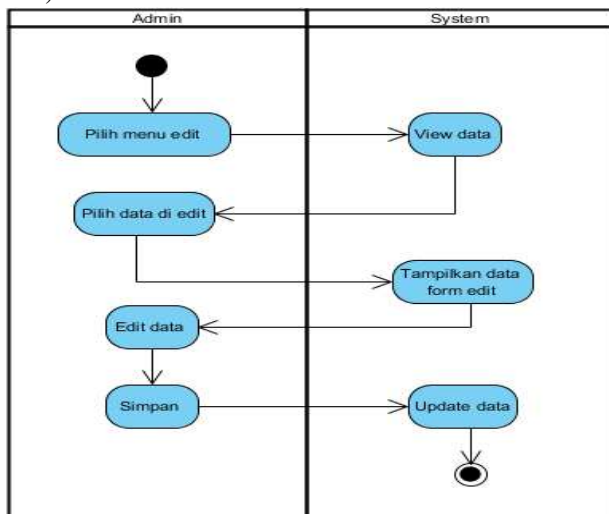 Admin
System
Pilih menu edit
View data
Pilih data di edit
Tampilkan data
form edit
Edit data
Simpan
Update data